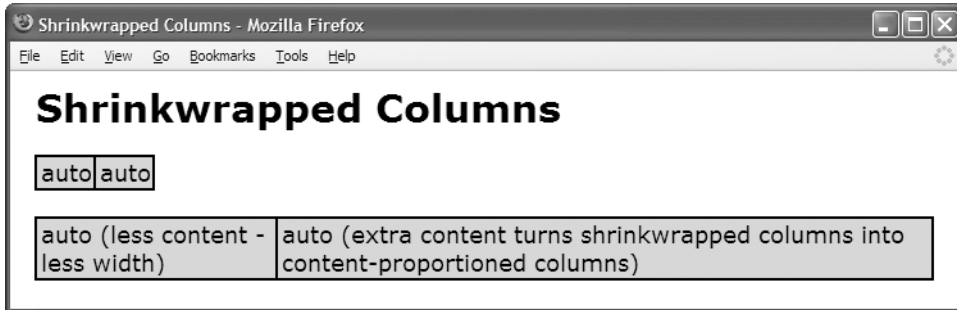 Shrinkwrapped Columns - Mozilla Firefox
File Edit View Go Bookmarks Tools Help
Shrinkwrapped Columns
auto auto
auto (less content - auto (extra content turns shrinkwrapped columns into
less width) content-proportioned columns)